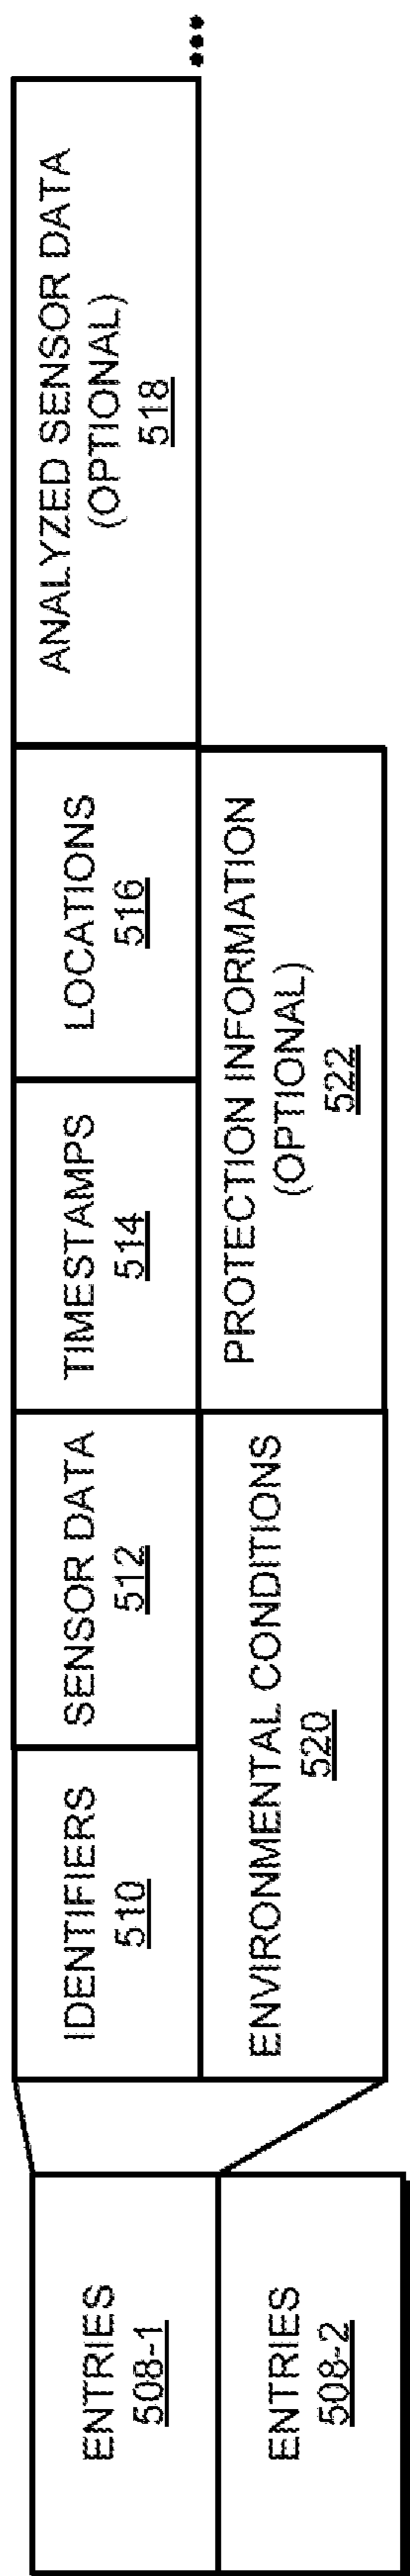 ENTRIES
508-1
ENTRIES
508-2
IDENTIFIERS
510
SENSOR DATA
512
TIMESTAMPS
514
LOCATIONS
516
ANALYZED SENSOR DATA
(OPTIONAL)
518
•••
ENVIRONMENTAL CONDITIONS
520
PROTECTION INFORMATION
(OPTIONAL)
522